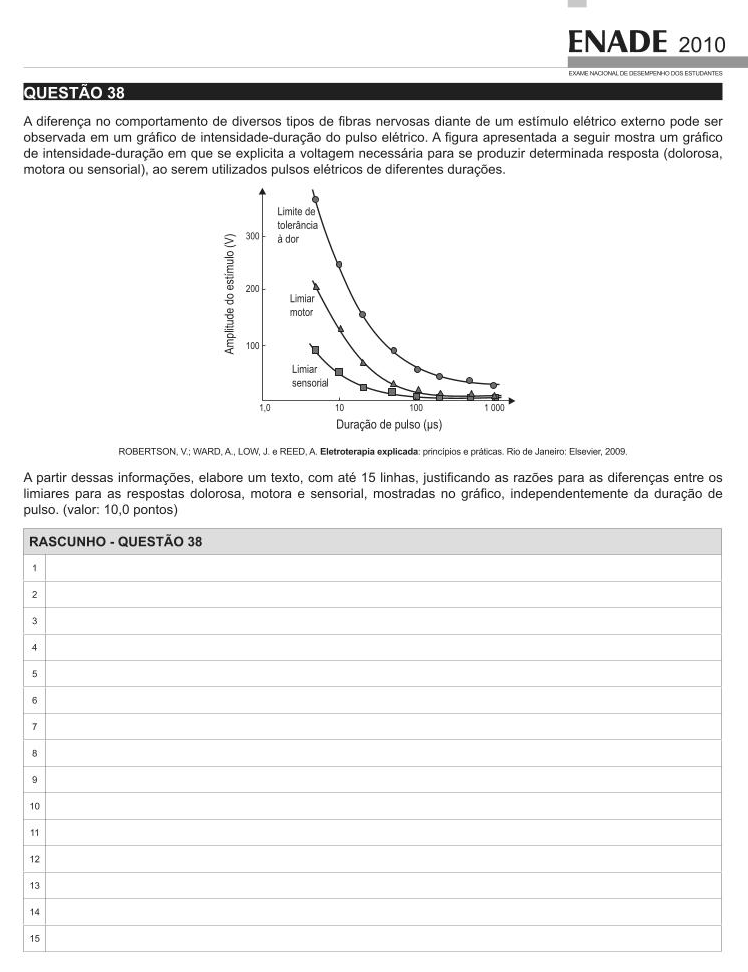 ENADE 2010
EXAME NACIONAL DE DESEMPENHO DOS ESTUDANTES
QUESTÃO 38
A diferença no comportamento de diversos tipos de fibras nervosas diante de um estímulo elétrico externo pode ser
observada em um gráfico de intensidade-duração do pulso elétrico. A figura apresentada a seguir mostra um gráfico
de intensidade-duração em que se explicita a voltagem necessária para se produzir determinada resposta (dolorosa,
motora ou sensorial), ao serem utilizados pulsos elétricos de diferentes durações.
Amplitude do estímulo (V)
300
200
100
Limite de
tolerância
à dor
Limiar
motor
Limiar
sensorial
1,0 10 100 1 000
Duração de pulso (µs)
ROBERTSON, V.; WARD, A., LOW, J. e REED, A. Eletroterapia explicada: princípios e práticas. Rio de Janeiro: Elsevier, 2009.
A partir dessas informações, elabore um texto, com até 15 linhas, justificando as razões para as diferenças entre os
limiares para as respostas dolorosa, motora e sensorial, mostradas no gráfico, independentemente da duração de
pulso. (valor: 10,0 pontos)
RASCUNHO - QUESTÃO 38
1
2
3
4
5
6
7
8
9
10
11
12
13
14
15